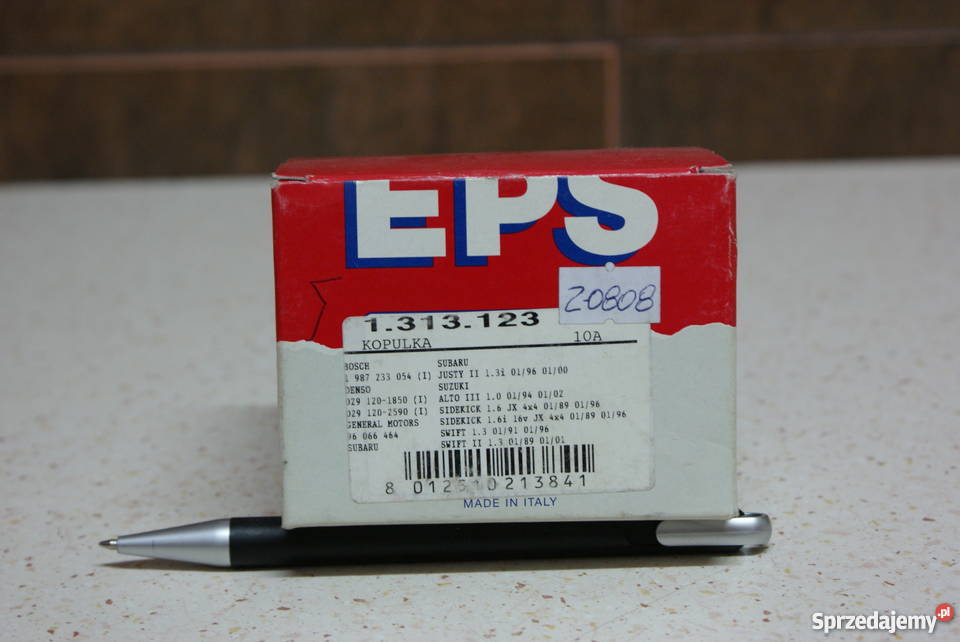 EPS
20808
1.313.123
KOPULKA 10A
BOSCH
1 987 233 054 (I)
DENSO
029 120-1850 (I)
029 120-2590 (I)
GENERAL MOTORS
96 066 464
SUBARU
SUBARU
JUSTY II 1.3i 01/96 01/00
SUZUKI
ALTO III 1.0 01/94 01/02
SIDEKICK 1.6 JX 4x4 01/89 01/96
SIDEKICK 1.6i 16v JX 4x4 01/89 01/96
SWIFT 1.3 01/91 01/96
SWIFT II 1.3 01/89 01/01
8 012510 213841
MADE IN ITALY
Sprzedajemy.pl